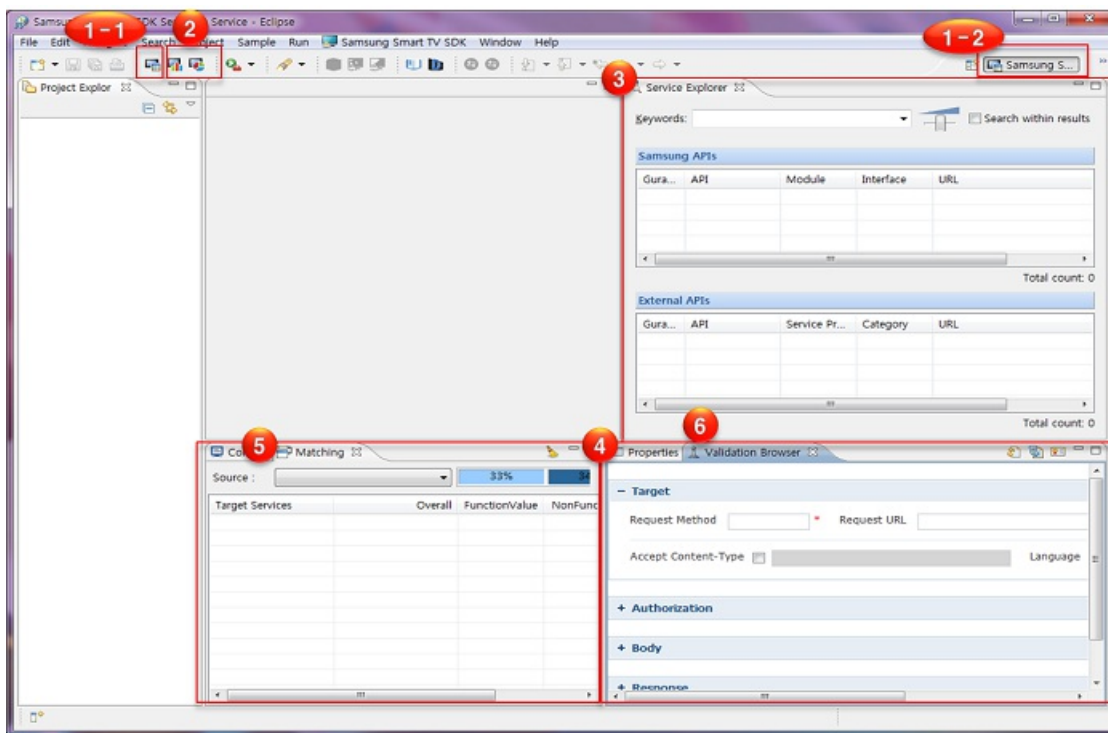 Samsu DK Se Service - Eclipse
1-1
2
1-2
File Edit Search ject Sample Run Samsung Smart TV SDK Window Help
Samsung S...
3
Project Explor
Service Explorer
Keywords:
Search within results
Samsung APIs
Gura... API Module Interface URL
Total count: 0
External APIs
Gura... API Service Pr... Category URL
Total count: 0
5
4
6
Co Matching
Properties Validation Browser
Source :
33%
Target Services Overall FunctionValue NonFunc
- Target
Request Method * Request URL
Accept Content-Type Language
+ Authorization
+ Body
+ Response